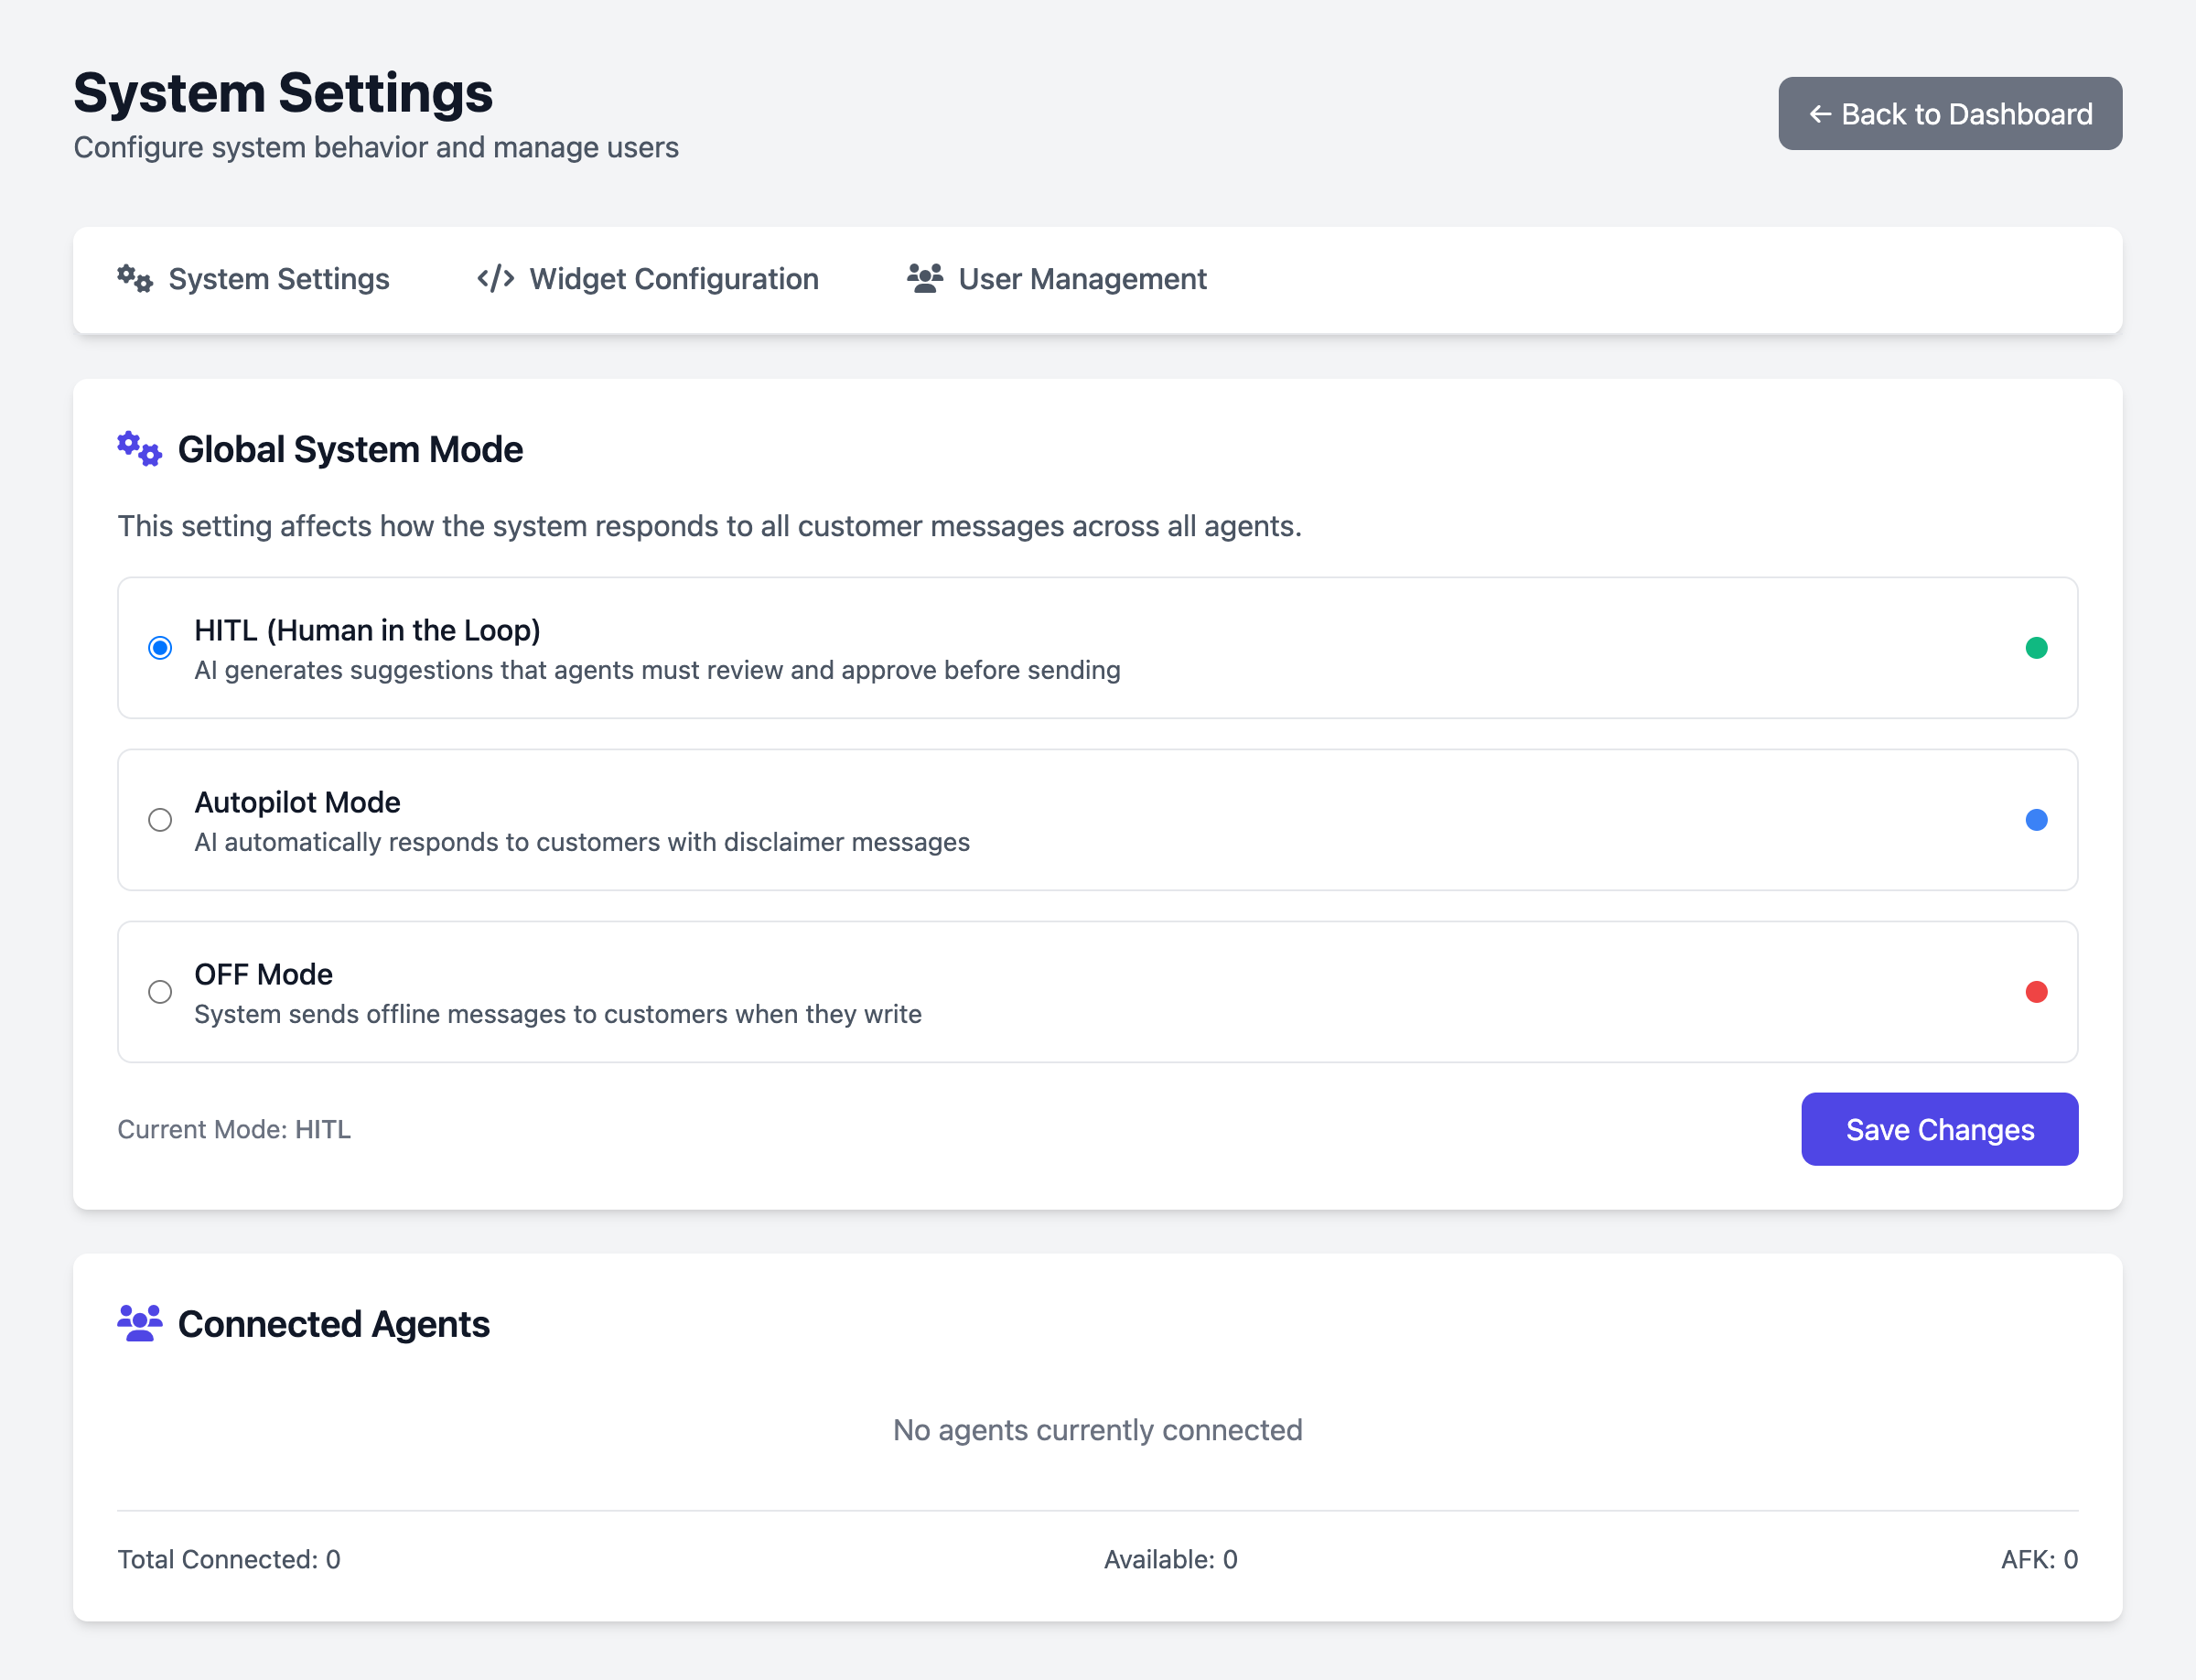 System Settings
Configure system behavior and manage users
← Back to Dashboard
System Settings
Widget Configuration
User Management
Global System Mode
This setting affects how the system responds to all customer messages across all agents.
HITL (Human in the Loop)
AI generates suggestions that agents must review and approve before sending
Autopilot Mode
AI automatically responds to customers with disclaimer messages
OFF Mode
System sends offline messages to customers when they write
Current Mode: HITL
Save Changes
Connected Agents
No agents currently connected
Total Connected: 0
Available: 0
AFK: 0